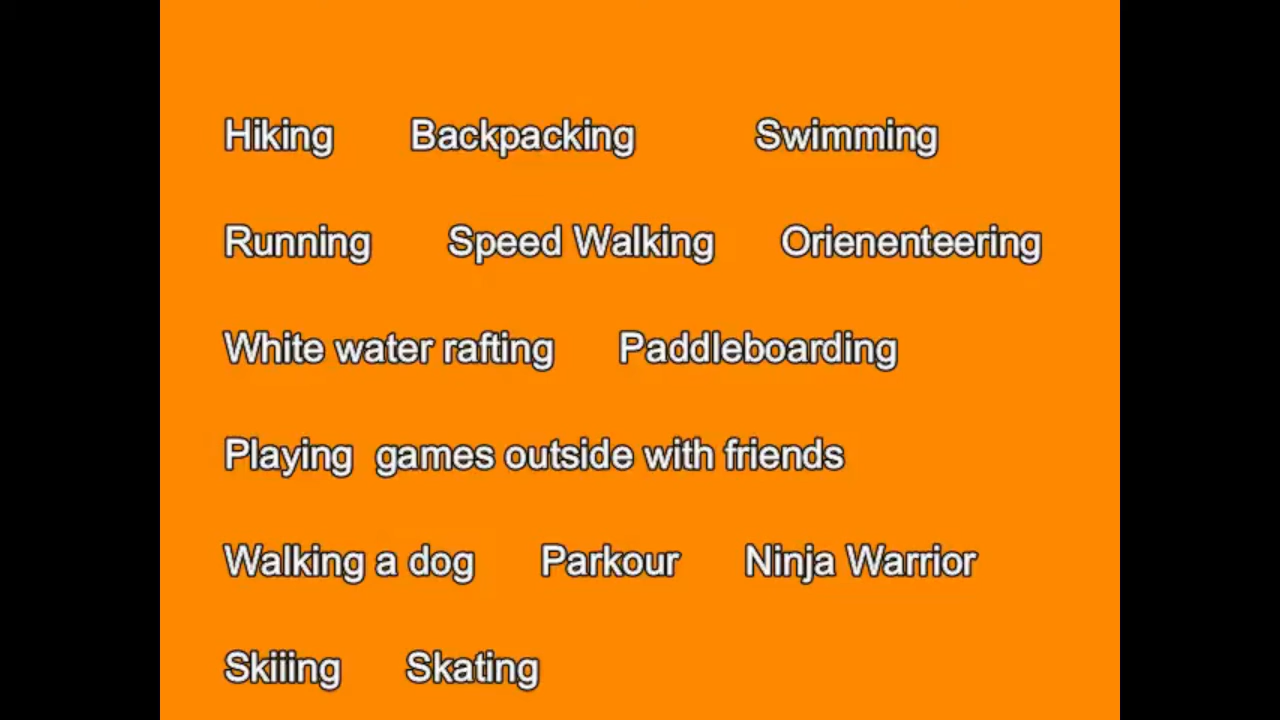 Hiking Backpacking Swimming
Running Speed Walking Orienenteering
White water rafting Paddleboarding
Playing games outside with friends
Walking a dog Parkour Ninja Warrior
Skiiing Skating